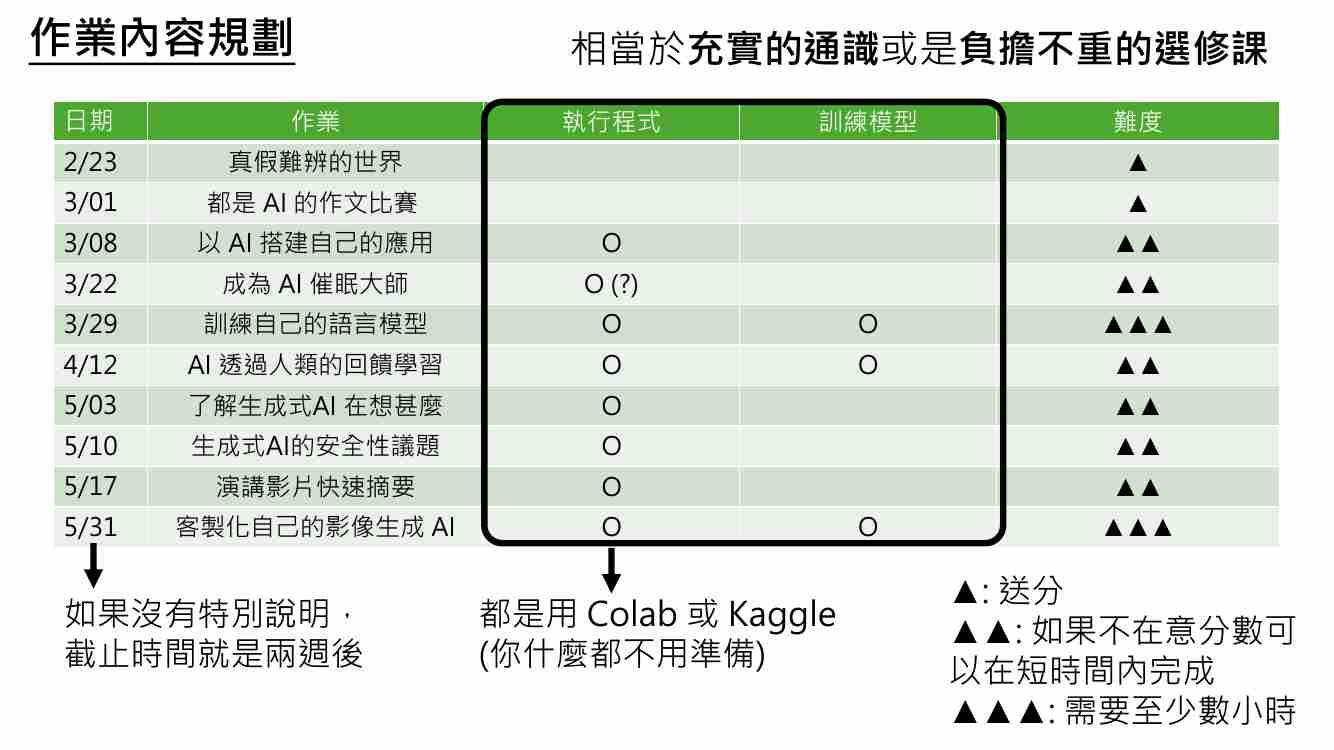 作業內容規劃
相當於充實的通識或是負擔不重的選修課
日期 作業 執行程式 訓練模型 難度
2/23 真假難辨的世界 ▲
3/01 都是 AI 的作文比賽 ▲
3/08 以 AI 搭建自己的應用 O ▲▲
3/22 成為 AI 催眠大師 O (?) ▲▲
3/29 訓練自己的語言模型 O O ▲▲▲
4/12 AI 透過人類的回饋學習 O O ▲▲
5/03 了解生成式AI 在想甚麼 O ▲▲
5/10 生成式AI的安全性議題 O ▲▲
5/17 演講影片快速摘要 O ▲▲
5/31 客製化自己的影像生成 AI O O ▲▲▲
如果沒有特別說明，
截止時間就是兩週後
都是用 Colab 或 Kaggle
(你什麼都不用準備)
▲: 送分
▲▲: 如果不在意分數可
以在短時間內完成
▲▲▲: 需要至少數小時